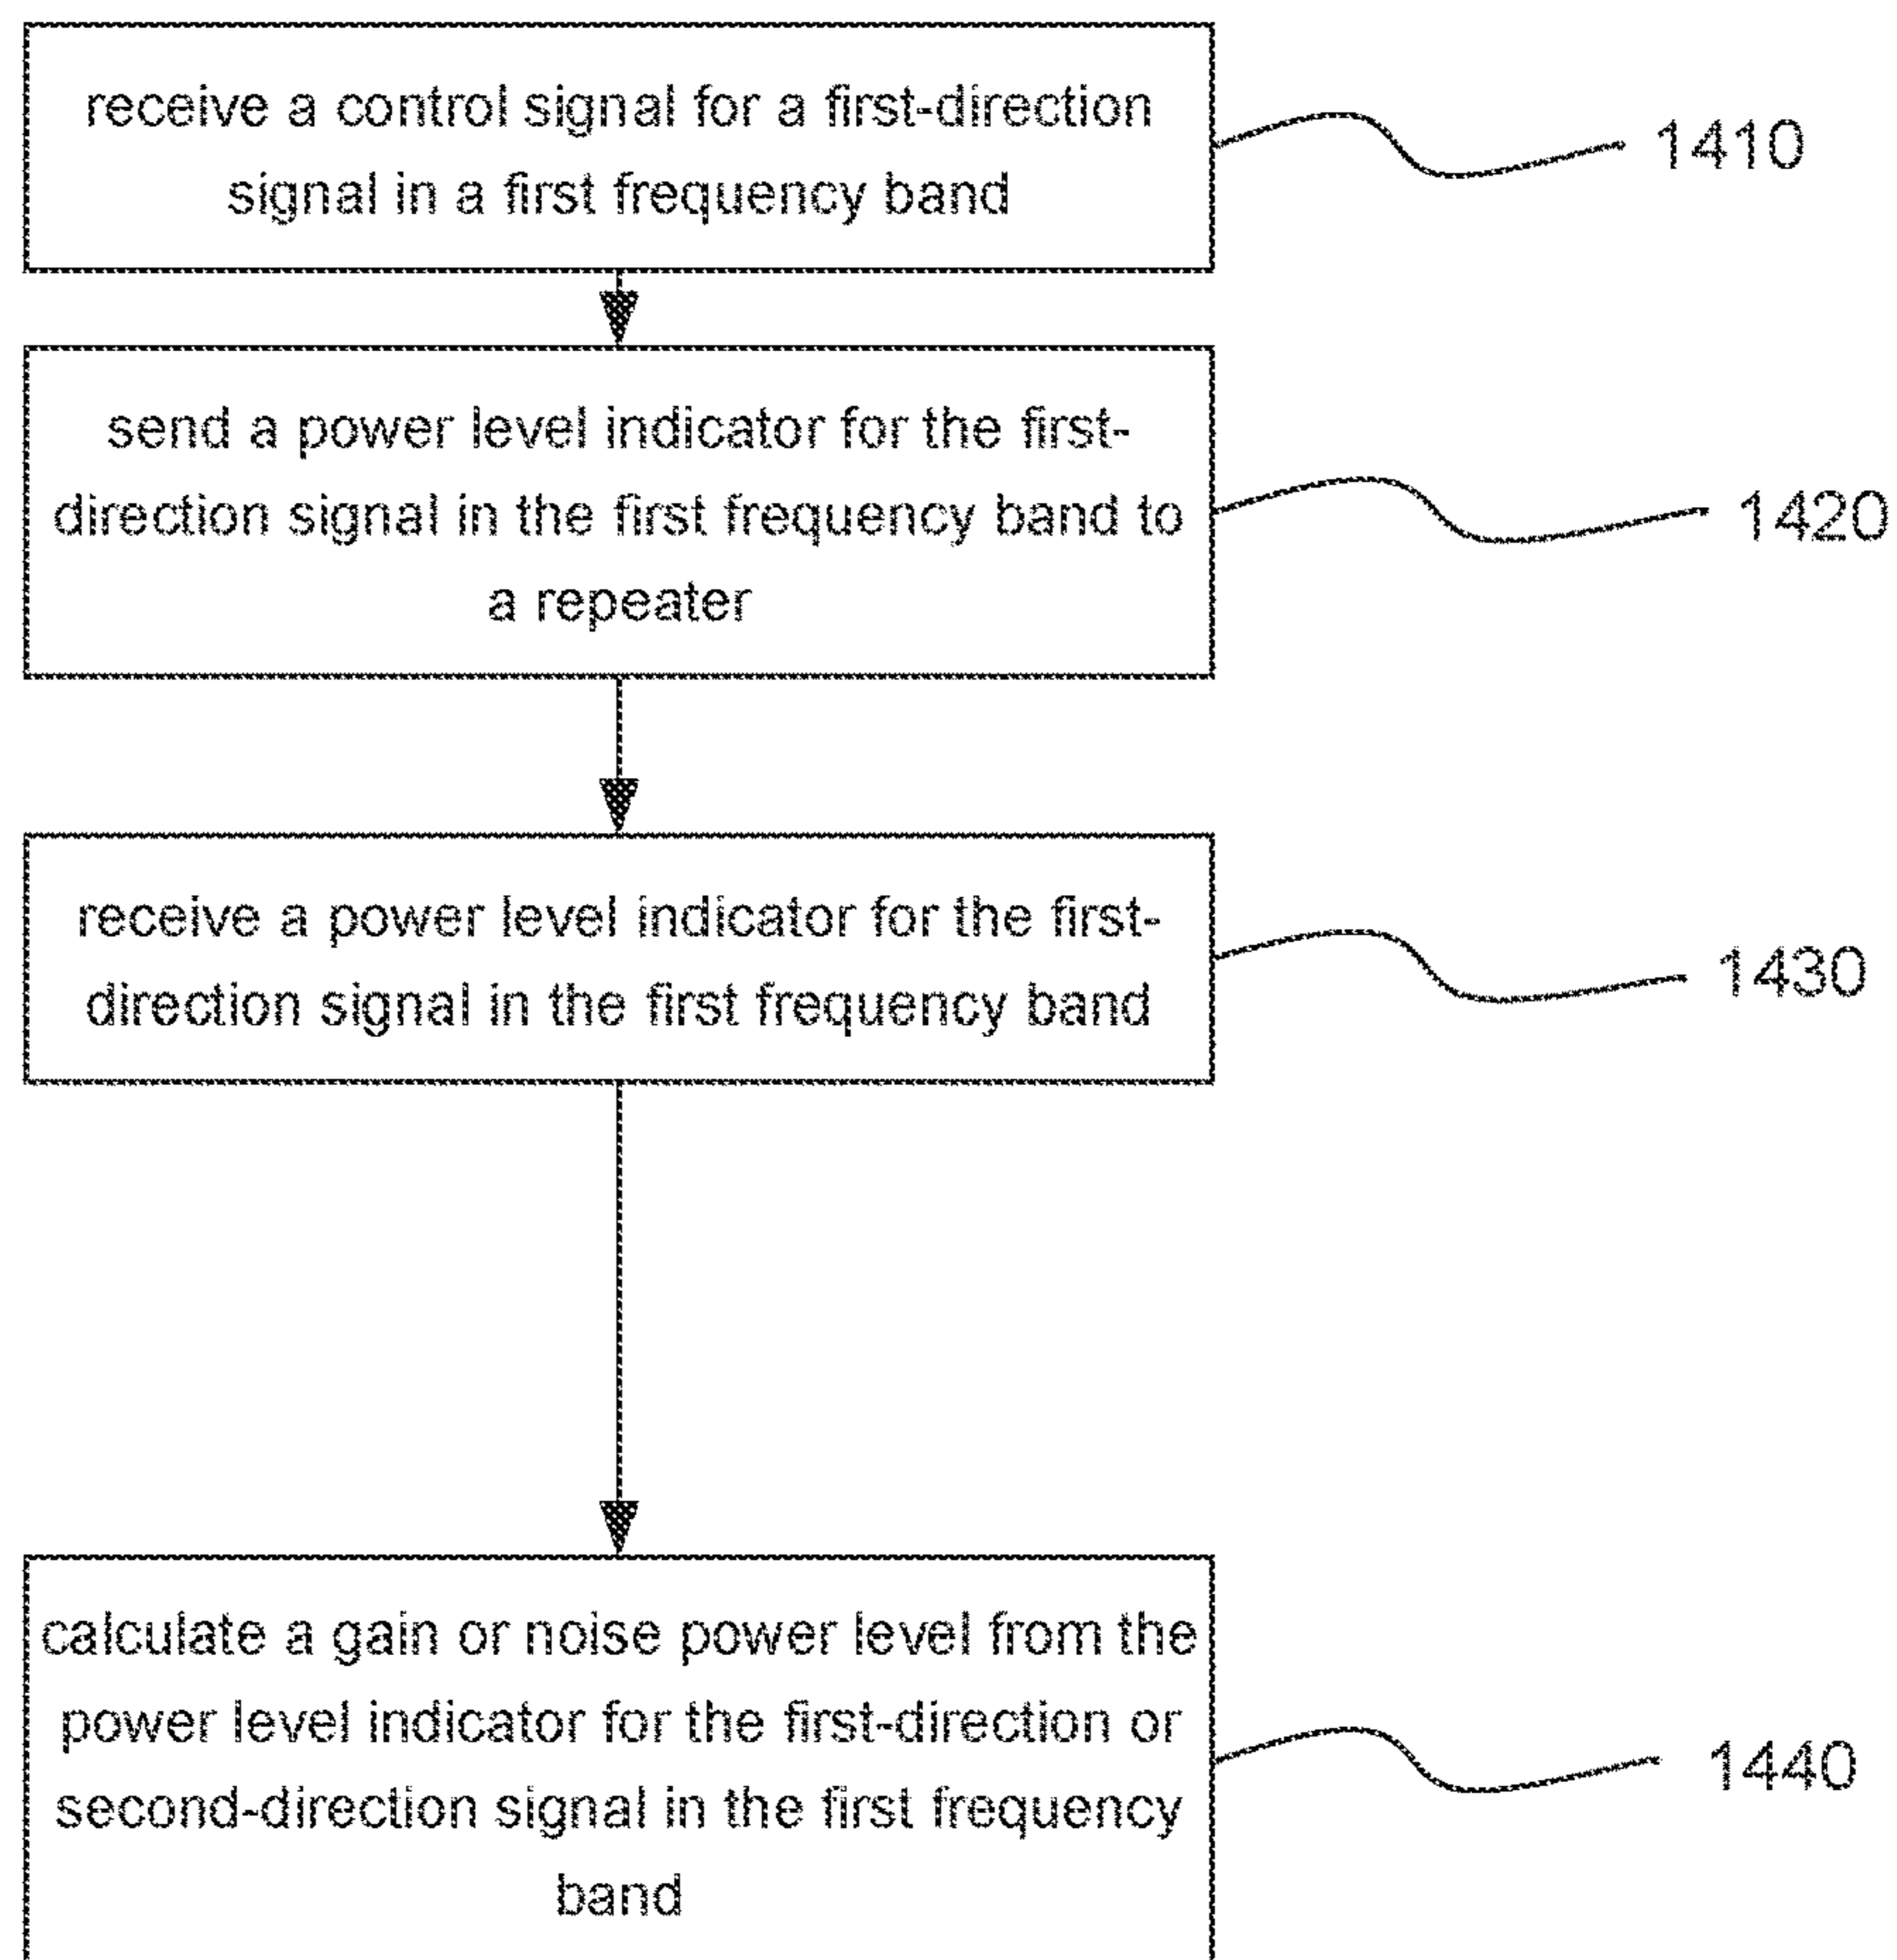 receive a control signal for a first-direction
signal in a first frequency band
1410
send a power level indicator for the first-
direction signal in the first frequency band to
a repeater
1420
receive a power level indicator for the first-
direction signal in the first frequency band
1430
calculate a gain or noise power level from the
power level indicator for the first-direction or
second-direction signal in the first frequency
band
1440